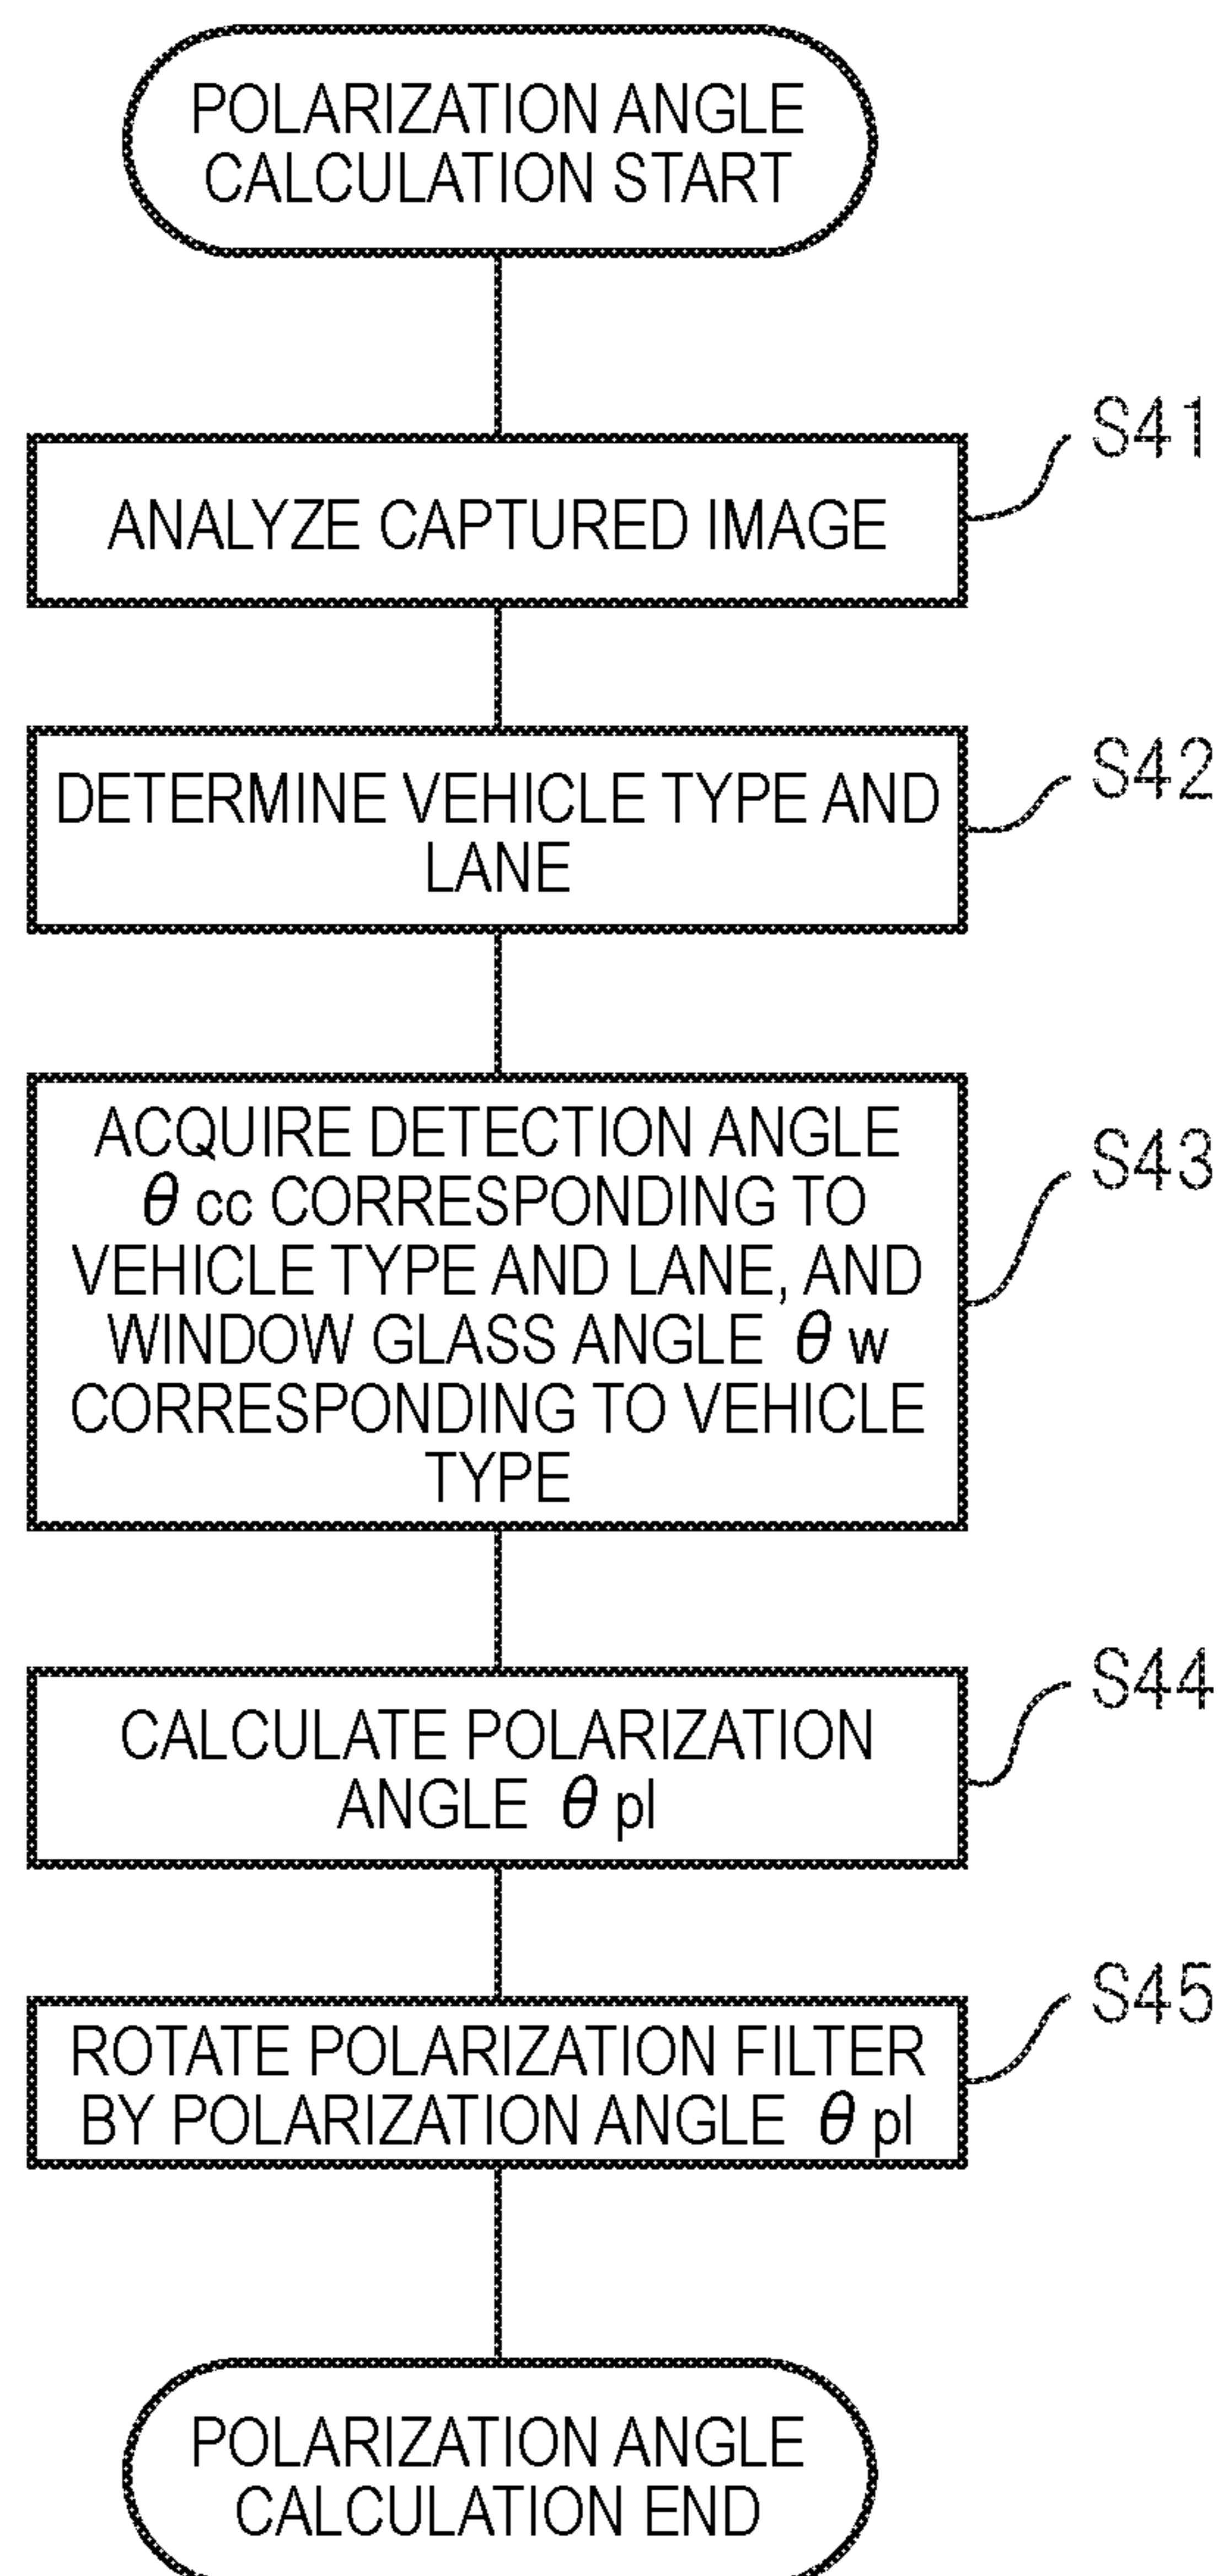 POLARIZATION ANGLE
CALCULATION START
S41
ANALYZE CAPTURED IMAGE
S42
DETERMINE VEHICLE TYPE AND
LANE
S43
ACQUIRE DETECTION ANGLE
θ cc CORRESPONDING TO
VEHICLE TYPE AND LANE, AND
WINDOW GLASS ANGLE θ w
CORRESPONDING TO VEHICLE
TYPE
S44
CALCULATE POLARIZATION
ANGLE θ pl
S45
ROTATE POLARIZATION FILTER
BY POLARIZATION ANGLE θ pl
POLARIZATION ANGLE
CALCULATION END